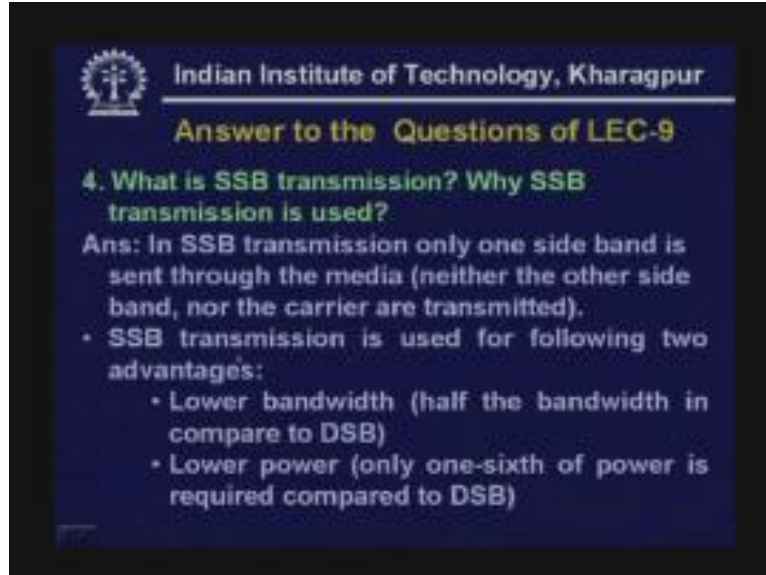 Indian Institute of Technology, Kharagpur
Answer to the Questions of LEC-9
4. What is SSB transmission? Why SSB
transmission is used?
Ans: In SSB transmission only one side band is
sent through the media (neither the other side
band, nor the carrier are transmitted).
• SSB transmission is used for following two
advantages:
• Lower bandwidth (half the bandwidth in
compare to DSB)
• Lower power (only one-sixth of power is
required compared to DSB)